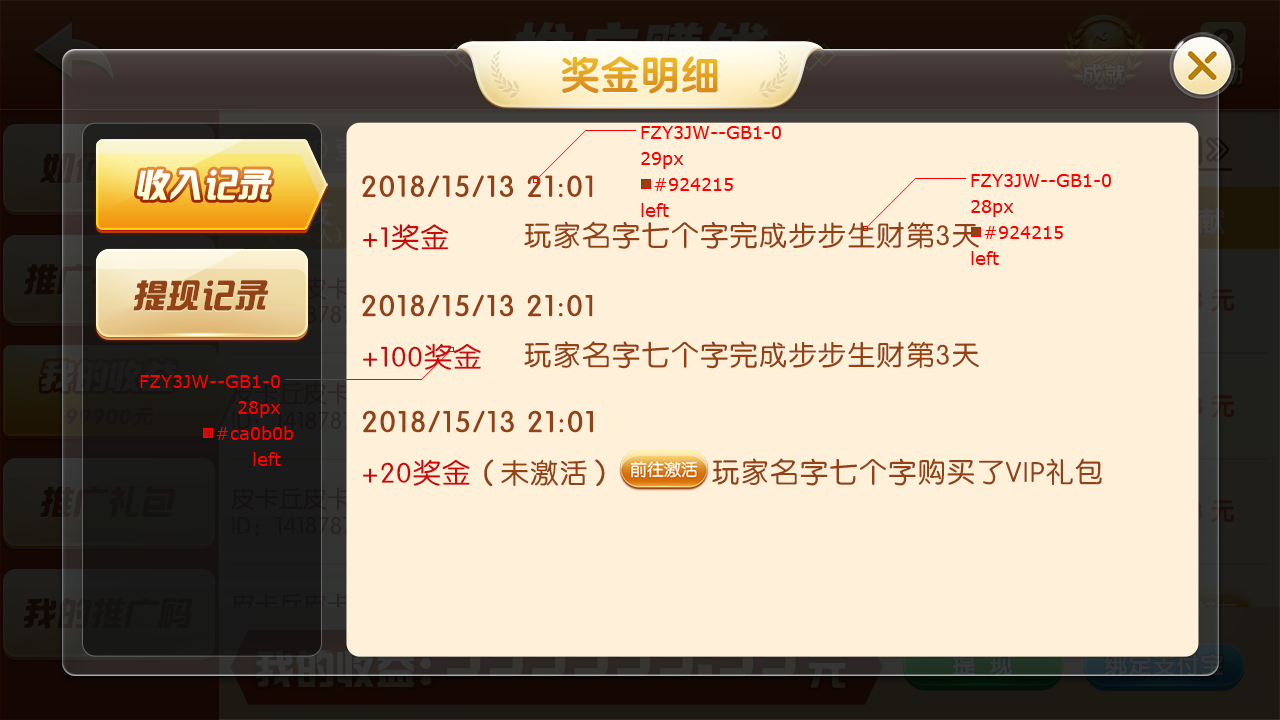 奖金明细
成就
收入记录
提现记录
2018/15/13 21:01
FZY3JW--GB1-0
29px
#924215
left
FZY3JW--GB1-0
28px
#924215
left
+1奖金 玩家名字七个字完成步步生财第3天
2018/15/13 21:01
+100奖金 玩家名字七个字完成步步生财第3天
FZY3JW--GB1-0
28px
#ca0b0b
left
2018/15/13 21:01
+20奖金（未激活）前往激活 玩家名字七个字购买了VIP礼包
我的收益
99900元
推广礼包
皮卡丘皮卡
我的推广码
我的收益:
元
提 现
绑定支付宝